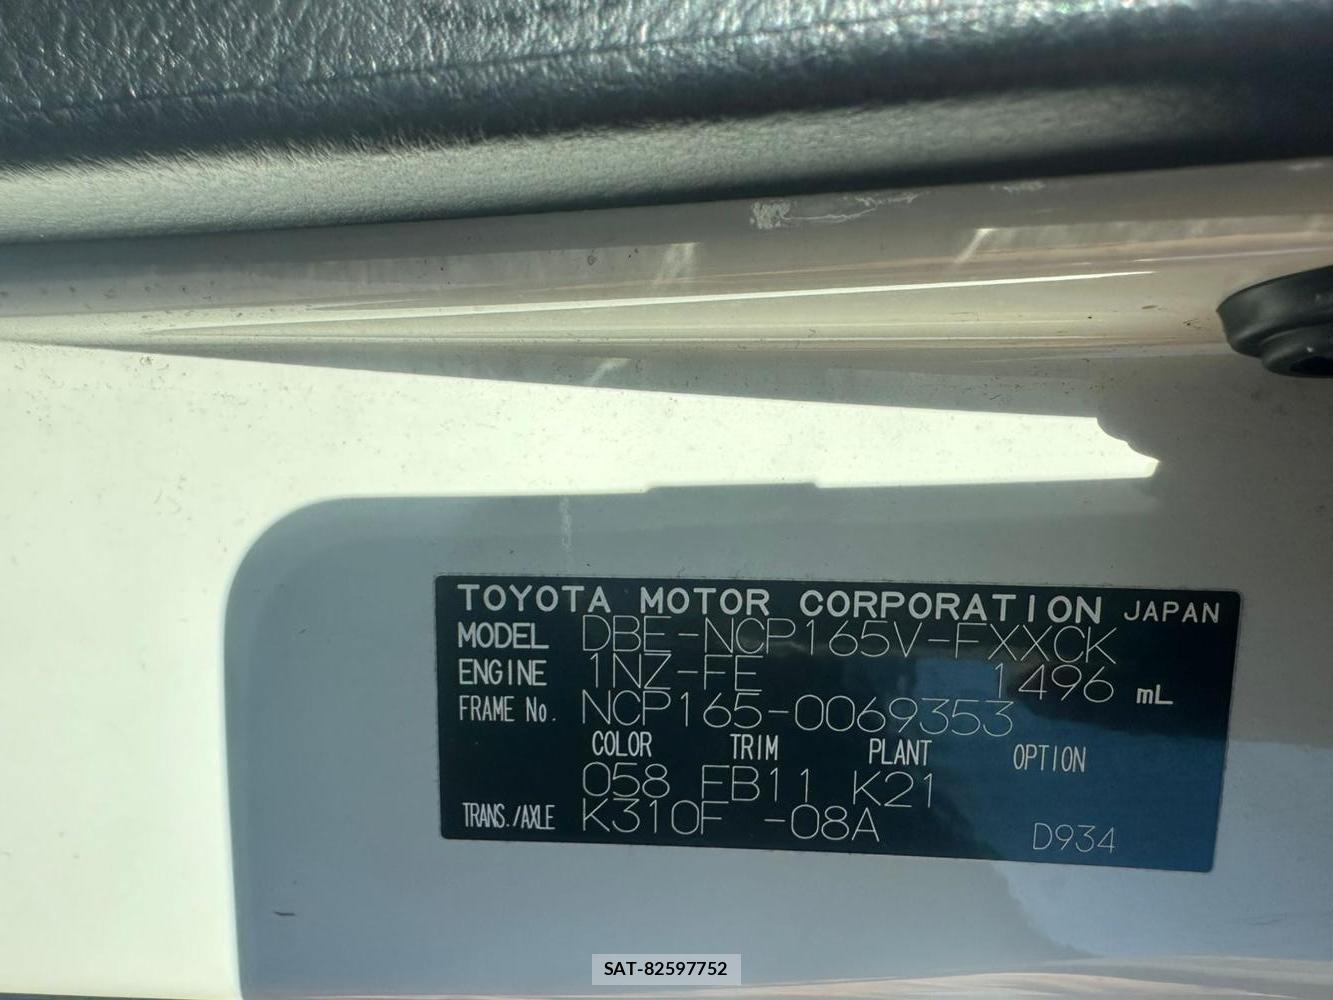 TOYOTA MOTOR CORPORATION JAPAN
MODEL DBE-NCP165V-FXXCK
ENGINE 1NZ-FE 1496 mL
FRAME No. NCP165-0069353
COLOR TRIM PLANT OPTION
058 FB11 K21
TRANS./AXLE K310F -08A D934
SAT-82597752